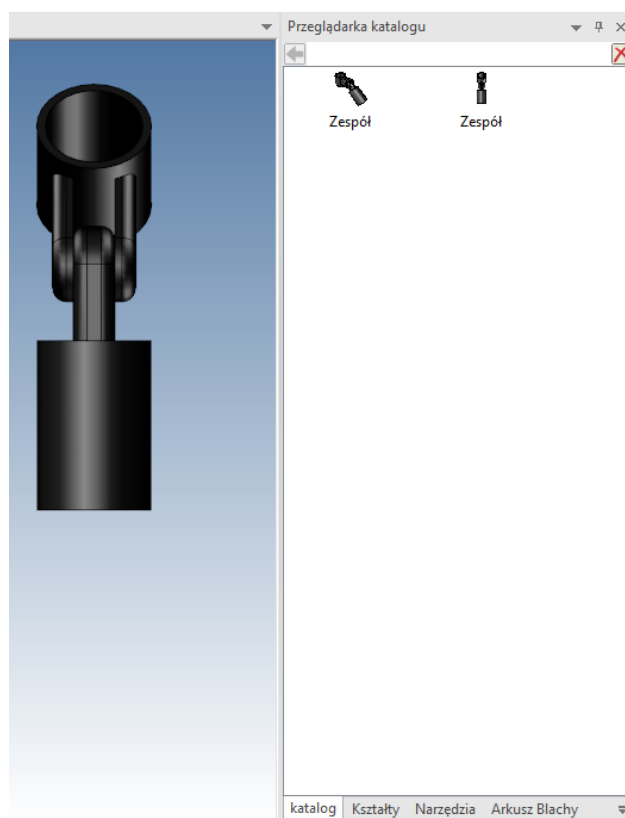 Przeglądarka katalogu
Zespół Zespół
katalog Kształty Narzędzia Arkusz Blachy